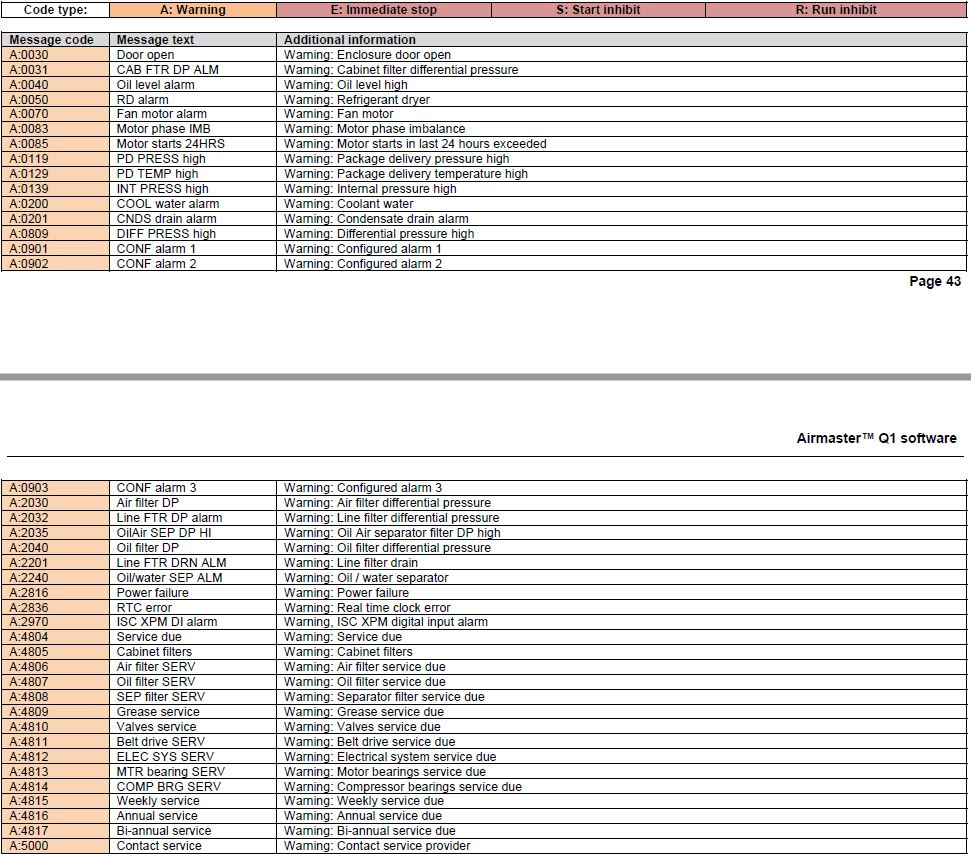 Code type: A: Warning E: Immediate stop S: Start inhibit R: Run inhibit
Message code Message text Additional information
A:0030 Door open Warning: Enclosure door open
A:0031 CAB FTR DP ALM Warning: Cabinet filter differential pressure
A:0040 Oil level alarm Warning: Oil level high
A:0050 RD alarm Warning: Refrigerant dryer
A:0070 Fan motor alarm Warning: Fan motor
A:0083 Motor phase IMB Warning: Motor phase imbalance
A:0085 Motor starts 24HRS Warning: Motor starts in last 24 hours exceeded
A:0119 PD PRESS high Warning: Package delivery pressure high
A:0129 PD TEMP high Warning: Package delivery temperature high
A:0139 INT PRESS high Warning: Internal pressure high
A:0200 COOL water alarm Warning: Coolant water
A:0201 CNDS drain alarm Warning: Condensate drain alarm
A:0809 DIFF PRESS high Warning: Differential pressure high
A:0901 CONF alarm 1 Warning: Configured alarm 1
A:0902 CONF alarm 2 Warning: Configured alarm 2
Page 43
Airmaster™ Q1 software
A:0903 CONF alarm 3 Warning: Configured alarm 3
A:2030 Air filter DP Warning: Air filter differential pressure
A:2032 Line FTR DP alarm Warning: Line filter differential pressure
A:2035 OilAir SEP DP HI Warning: Oil Air separator filter DP high
A:2040 Oil filter DP Warning: Oil filter differential pressure
A:2201 Line FTR DRN ALM Warning: Line filter drain
A:2240 Oil/water SEP ALM Warning: Oil / water separator
A:2816 Power failure Warning: Power failure
A:2836 RTC error Warning: Real time clock error
A:2970 ISC XPM DI alarm Warning, ISC XPM digital input alarm
A:4804 Service due Warning: Service due
A:4805 Cabinet filters Warning: Cabinet filters
A:4806 Air filter SERV Warning: Air filter service due
A:4807 Oil filter SERV Warning: Oil filter service due
A:4808 SEP filter SERV Warning: Separator filter service due
A:4809 Grease service Warning: Grease service due
A:4810 Valves service Warning: Valves service due
A:4811 Belt drive SERV Warning: Belt drive service due
A:4812 ELEC SYS SERV Warning: Electrical system service due
A:4813 MTR bearing SERV Warning: Motor bearings service due
A:4814 COMP BRG SERV Warning: Compressor bearings service due
A:4815 Weekly service Warning: Weekly service due
A:4816 Annual service Warning: Annual service due
A:4817 Bi-annual service Warning: Bi-annual service due
A:5000 Contact service Warning: Contact service provider